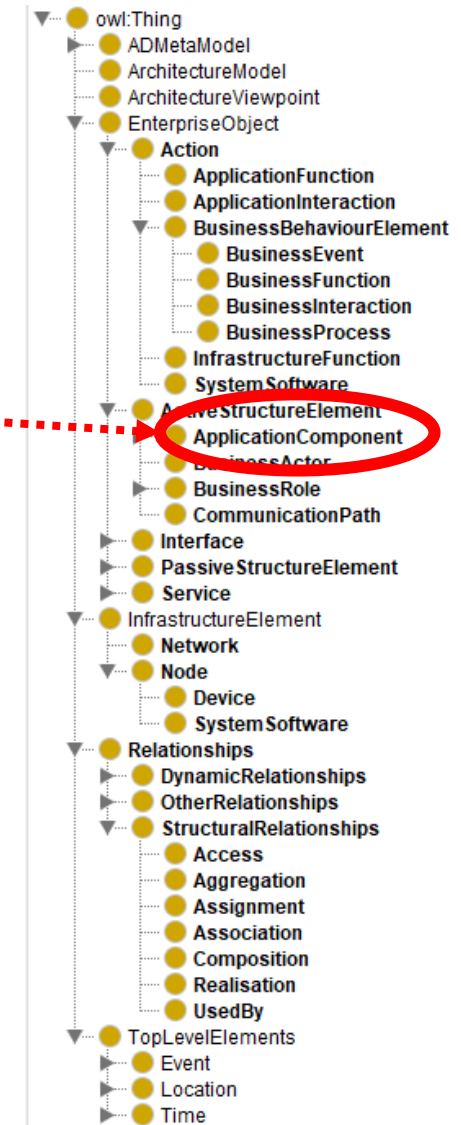 owl:Thing
ADMetaModel
ArchitectureModel
ArchitectureViewpoint
EnterpriseObject
Action
ApplicationFunction
ApplicationInteraction
BusinessBehaviourElement
BusinessEvent
BusinessFunction
BusinessInteraction
BusinessProcess
InfrastructureFunction
SystemSoftware
ActiveStructureElement
ApplicationComponent
BusinessActor
BusinessRole
CommunicationPath
Interface
PassiveStructureElement
Service
InfrastructureElement
Network
Node
Device
SystemSoftware
Relationships
DynamicRelationships
OtherRelationships
StructuralRelationships
Access
Aggregation
Assignment
Association
Composition
Realisation
UsedBy
TopLevelElements
Event
Location
Time